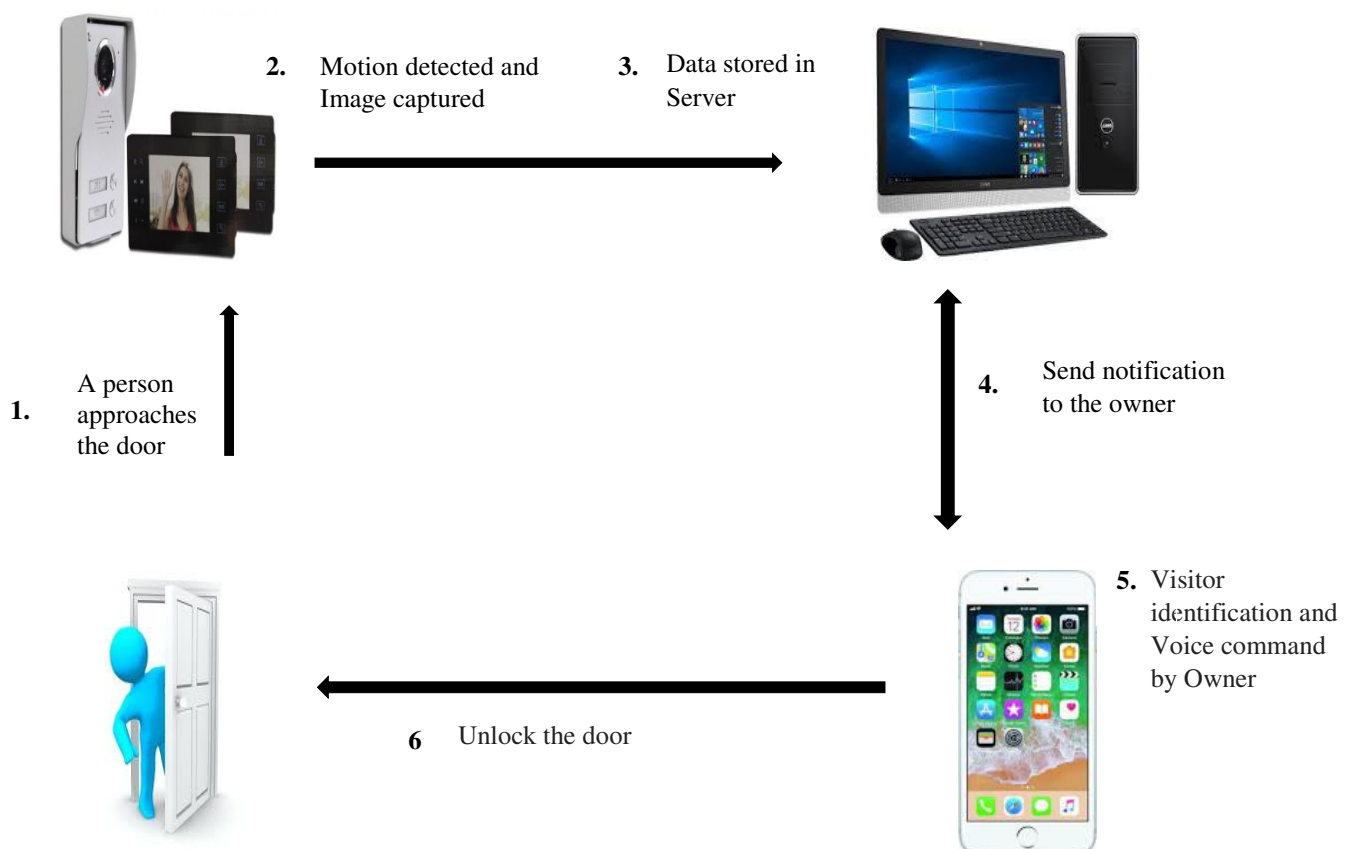 2. Motion detected and
Image captured
3. Data stored in
Server
1. A person
approaches
the door
4. Send notification
to the owner
5. Visitor
identification and
Voice command
by Owner
6 Unlock the door